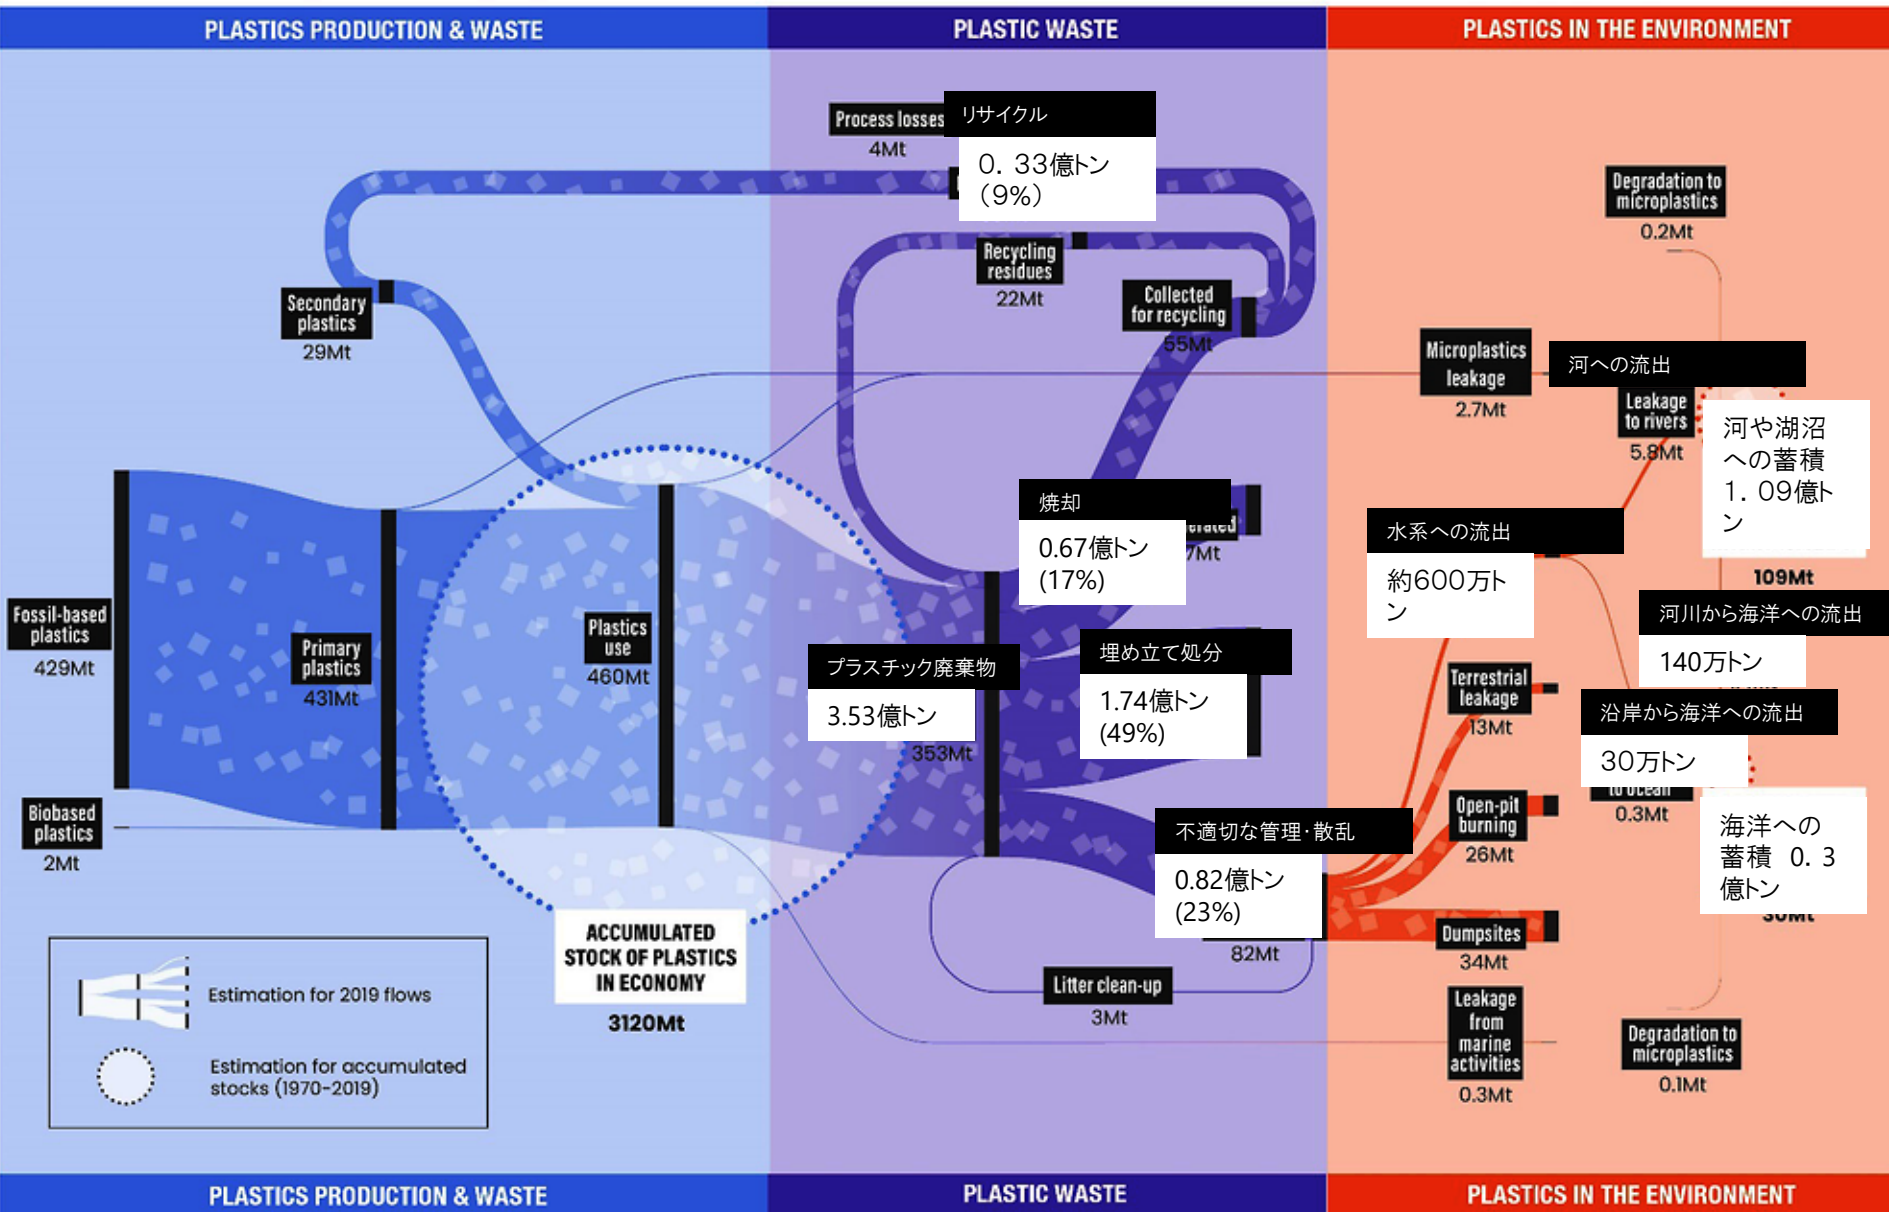 PLASTICS PRODUCTION & WASTE
PLASTIC WASTE
PLASTICS IN THE ENVIRONMENT
Process losses
4Mt
リサイクル
0. 33億トン
(9%)
Recycling
residues
22Mt
Collected
for recycling
55Mt
Secondary
plastics
29Mt
Degradation to
microplastics
0.2Mt
Microplastics
leakage
2.7Mt
河への流出
Leakage
to rivers
5.8Mt
河や湖沼
への蓄積
1. 09億ト
ン
109Mt
焼却
0.67億トン
(17%)
7Mt
水系への流出
約600万ト
ン
Fossil-based
plastics
429Mt
Primary
plastics
431Mt
Plastics
use
460Mt
プラスチック廃棄物
3.53億トン
353Mt
埋め立て処分
1.74億トン
(49%)
河川から海洋への流出
140万トン
Terrestrial
leakage
13Mt
沿岸から海洋への流出
30万トン
to ocean
0.3Mt
Biobased
plastics
2Mt
Open-pit
burning
26Mt
不適切な管理・散乱
0.82億トン
(23%)
82Mt
海洋への
蓄積 0. 3
億トン
30Mt
Dumpsites
34Mt
ACCUMULATED
STOCK OF PLASTICS
IN ECONOMY
3120Mt
Litter clean-up
3Mt
Leakage
from
marine
activities
0.3Mt
Degradation to
microplastics
0.1Mt
Estimation for 2019 flows
Estimation for accumulated
stocks (1970-2019)
PLASTICS PRODUCTION & WASTE
PLASTIC WASTE
PLASTICS IN THE ENVIRONMENT